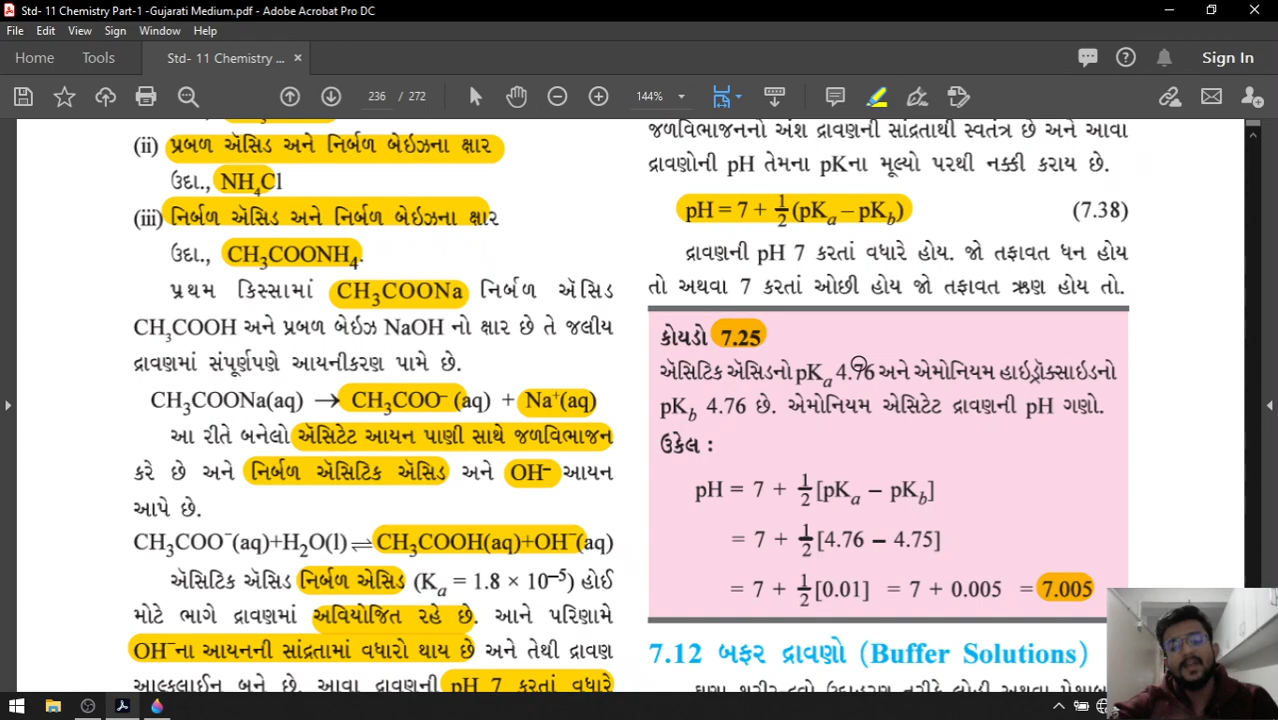 Std- 11 Chemistry Part-1 -Gujarati Medium.pdf - Adobe Acrobat Pro DC
File Edit View Sign Window Help
Home Tools Std- 11 Chemistry ... × Sign In
236 / 272 144%
(ii) પ્રબળ ઍસિડ અને નિર્બળ બેઇઝના ક્ષાર
ઉદા., NH4Cl
(iii) નિર્બળ ઍસિડ અને નિર્બળ બેઇઝના ક્ષાર
ઉદા., CH3COONH4.
પ્રથમ કિસ્સામાં CH3COONa નિર્બળ ઍસિડ
CH3COOH અને પ્રબળ બેઇઝ NaOH નો ક્ષાર છે તે જલીય
દ્રાવણમાં સંપૂર્ણપણે આયનીકરણ પામે છે.
CH3COONa(aq) → CH3COO⁻ (aq) + Na⁺(aq)
આ રીતે બનેલો ઍસિટેટ આયન પાણી સાથે જળવિભાજન
કરે છે અને નિર્બળ ઍસિટિક ઍસિડ અને OH⁻ આયન
આપે છે.
CH3COO⁻(aq)+H2O(l) ⇌ CH3COOH(aq)+OH⁻(aq)
ઍસિટિક ઍસિડ નિર્બળ ઍસિડ (Ka = 1.8 × 10⁻⁵) હોઈ
મોટે ભાગે દ્રાવણમાં અવિયોજિત રહે છે. આને પરિણામે
OH⁻ના આયનની સાંદ્રતામાં વધારો થાય છે અને તેથી દ્રાવણ
આલ્કલાઈન બને છે. આવા દ્રાવણની pH 7 કરતાં વધારે
જળવિભાજનનો અંશ દ્રાવણની સાંદ્રતાથી સ્વતંત્ર છે અને આવા
દ્રાવણોની pH તેમના pKના મૂલ્યો પરથી નક્કી કરાય છે.
pH = 7 + ½ (pKa – pKb) (7.38)
દ્રાવણની pH 7 કરતાં વધારે હોય. જો તફાવત ધન હોય
તો અથવા 7 કરતાં ઓછી હોય જો તફાવત ઋણ હોય તો.
કોયડો 7.25
ઍસિટિક ઍસિડનો pKa 4.76 અને એમોનિયમ હાઇડ્રૉક્સાઇડનો
pKb 4.76 છે. એમોનિયમ એસિટેટ દ્રાવણની pH ગણો.
ઉકેલ :
pH = 7 + ½ [pKa – pKb]
= 7 + ½ [4.76 – 4.75]
= 7 + ½ [0.01] = 7 + 0.005 = 7.005
7.12 બફર દ્રાવણો (Buffer Solutions)